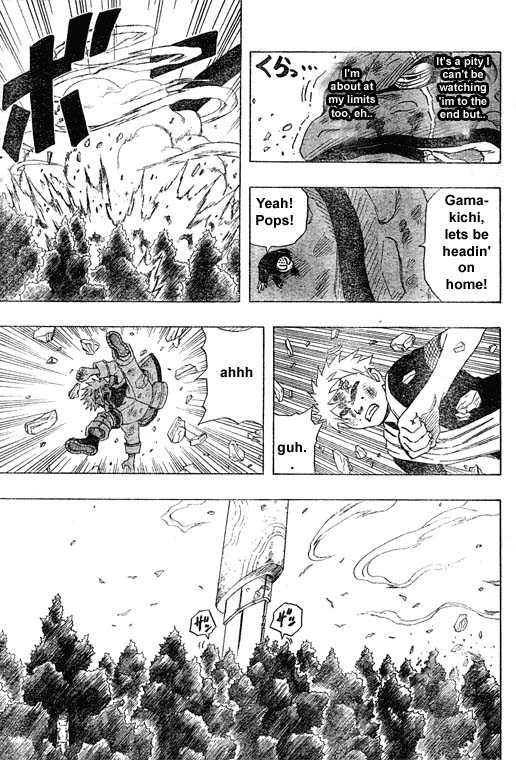 くらっ…
It's a pity I
can't be
watching
'im to the
end but..
I'm
about at
my limits
too, eh..
ボッ
Gama-
kichi,
lets be
headin'
on
home!
Yeah!
Pops!
guh.
.
ahhh
ザッ
ザッ